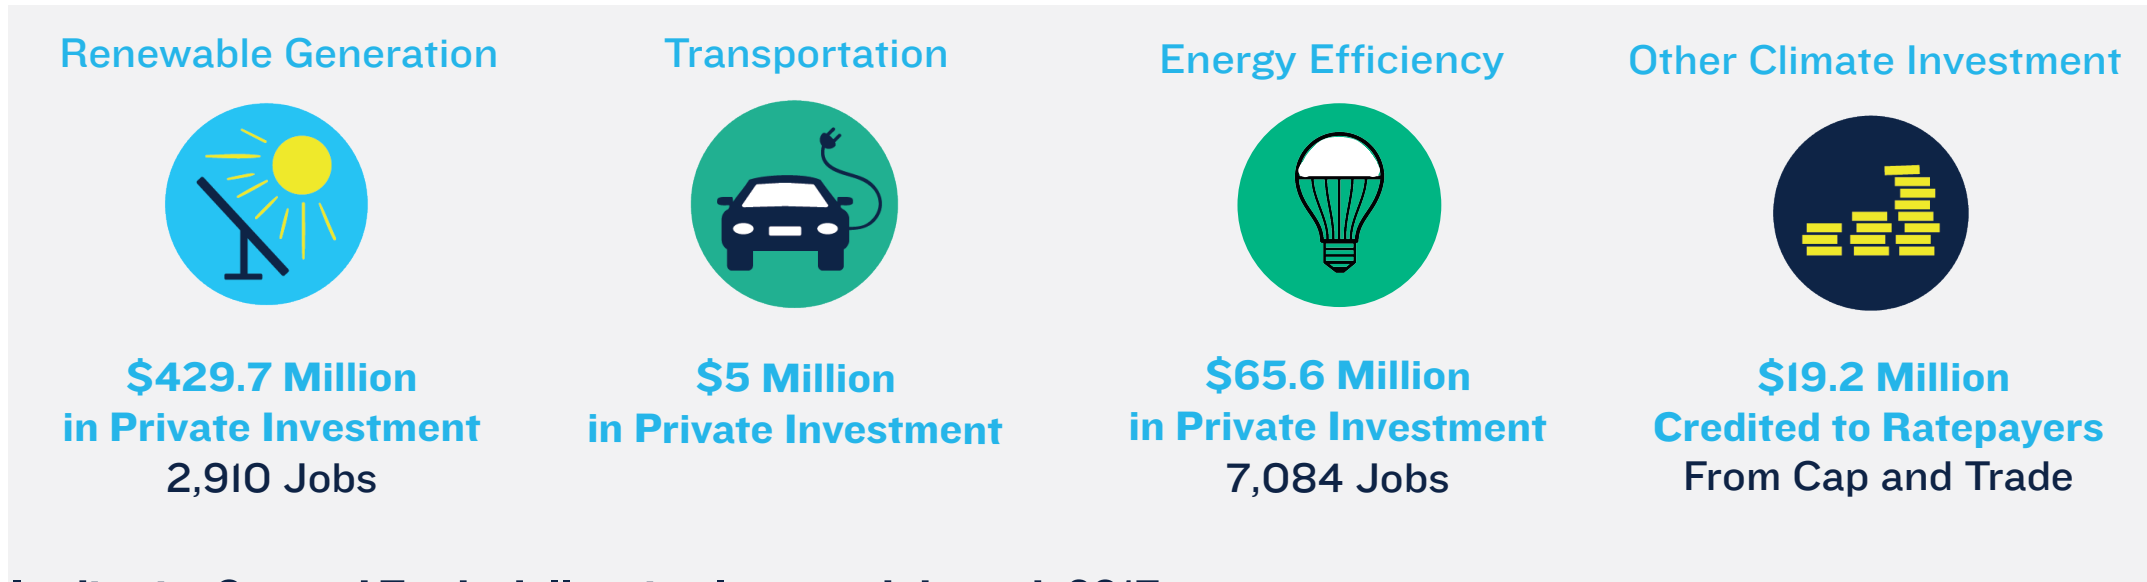 Renewable Generation
$429.7 Million
in Private Investment
2,910 Jobs
Transportation
$5 Million
in Private Investment
Energy Efficiency
$65.6 Million
in Private Investment
7,084 Jobs
Other Climate Investment
$19.2 Million
Credited to Ratepayers
From Cap and Trade